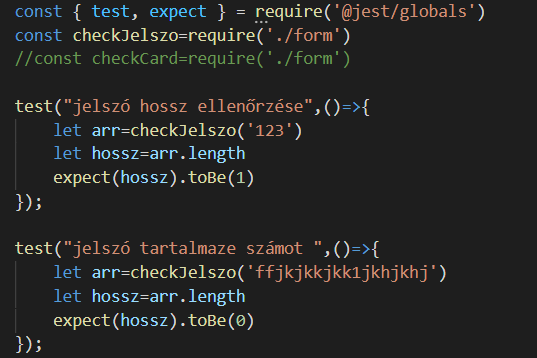 const { test, expect } = require('@jest/globals')
const checkJelszo=require('./form')
//const checkCard=require('./form')
test("jelszó hossz ellenőrzése",()=>{
let arr=checkJelszo('123')
let hossz=arr.length
expect(hossz).toBe(1)
});
test("jelszó tartalmaze számot ",()=>{
let arr=checkJelszo('ffjkjkkjkk1jkhjkhj')
let hossz=arr.length
expect(hossz).toBe(0)
});